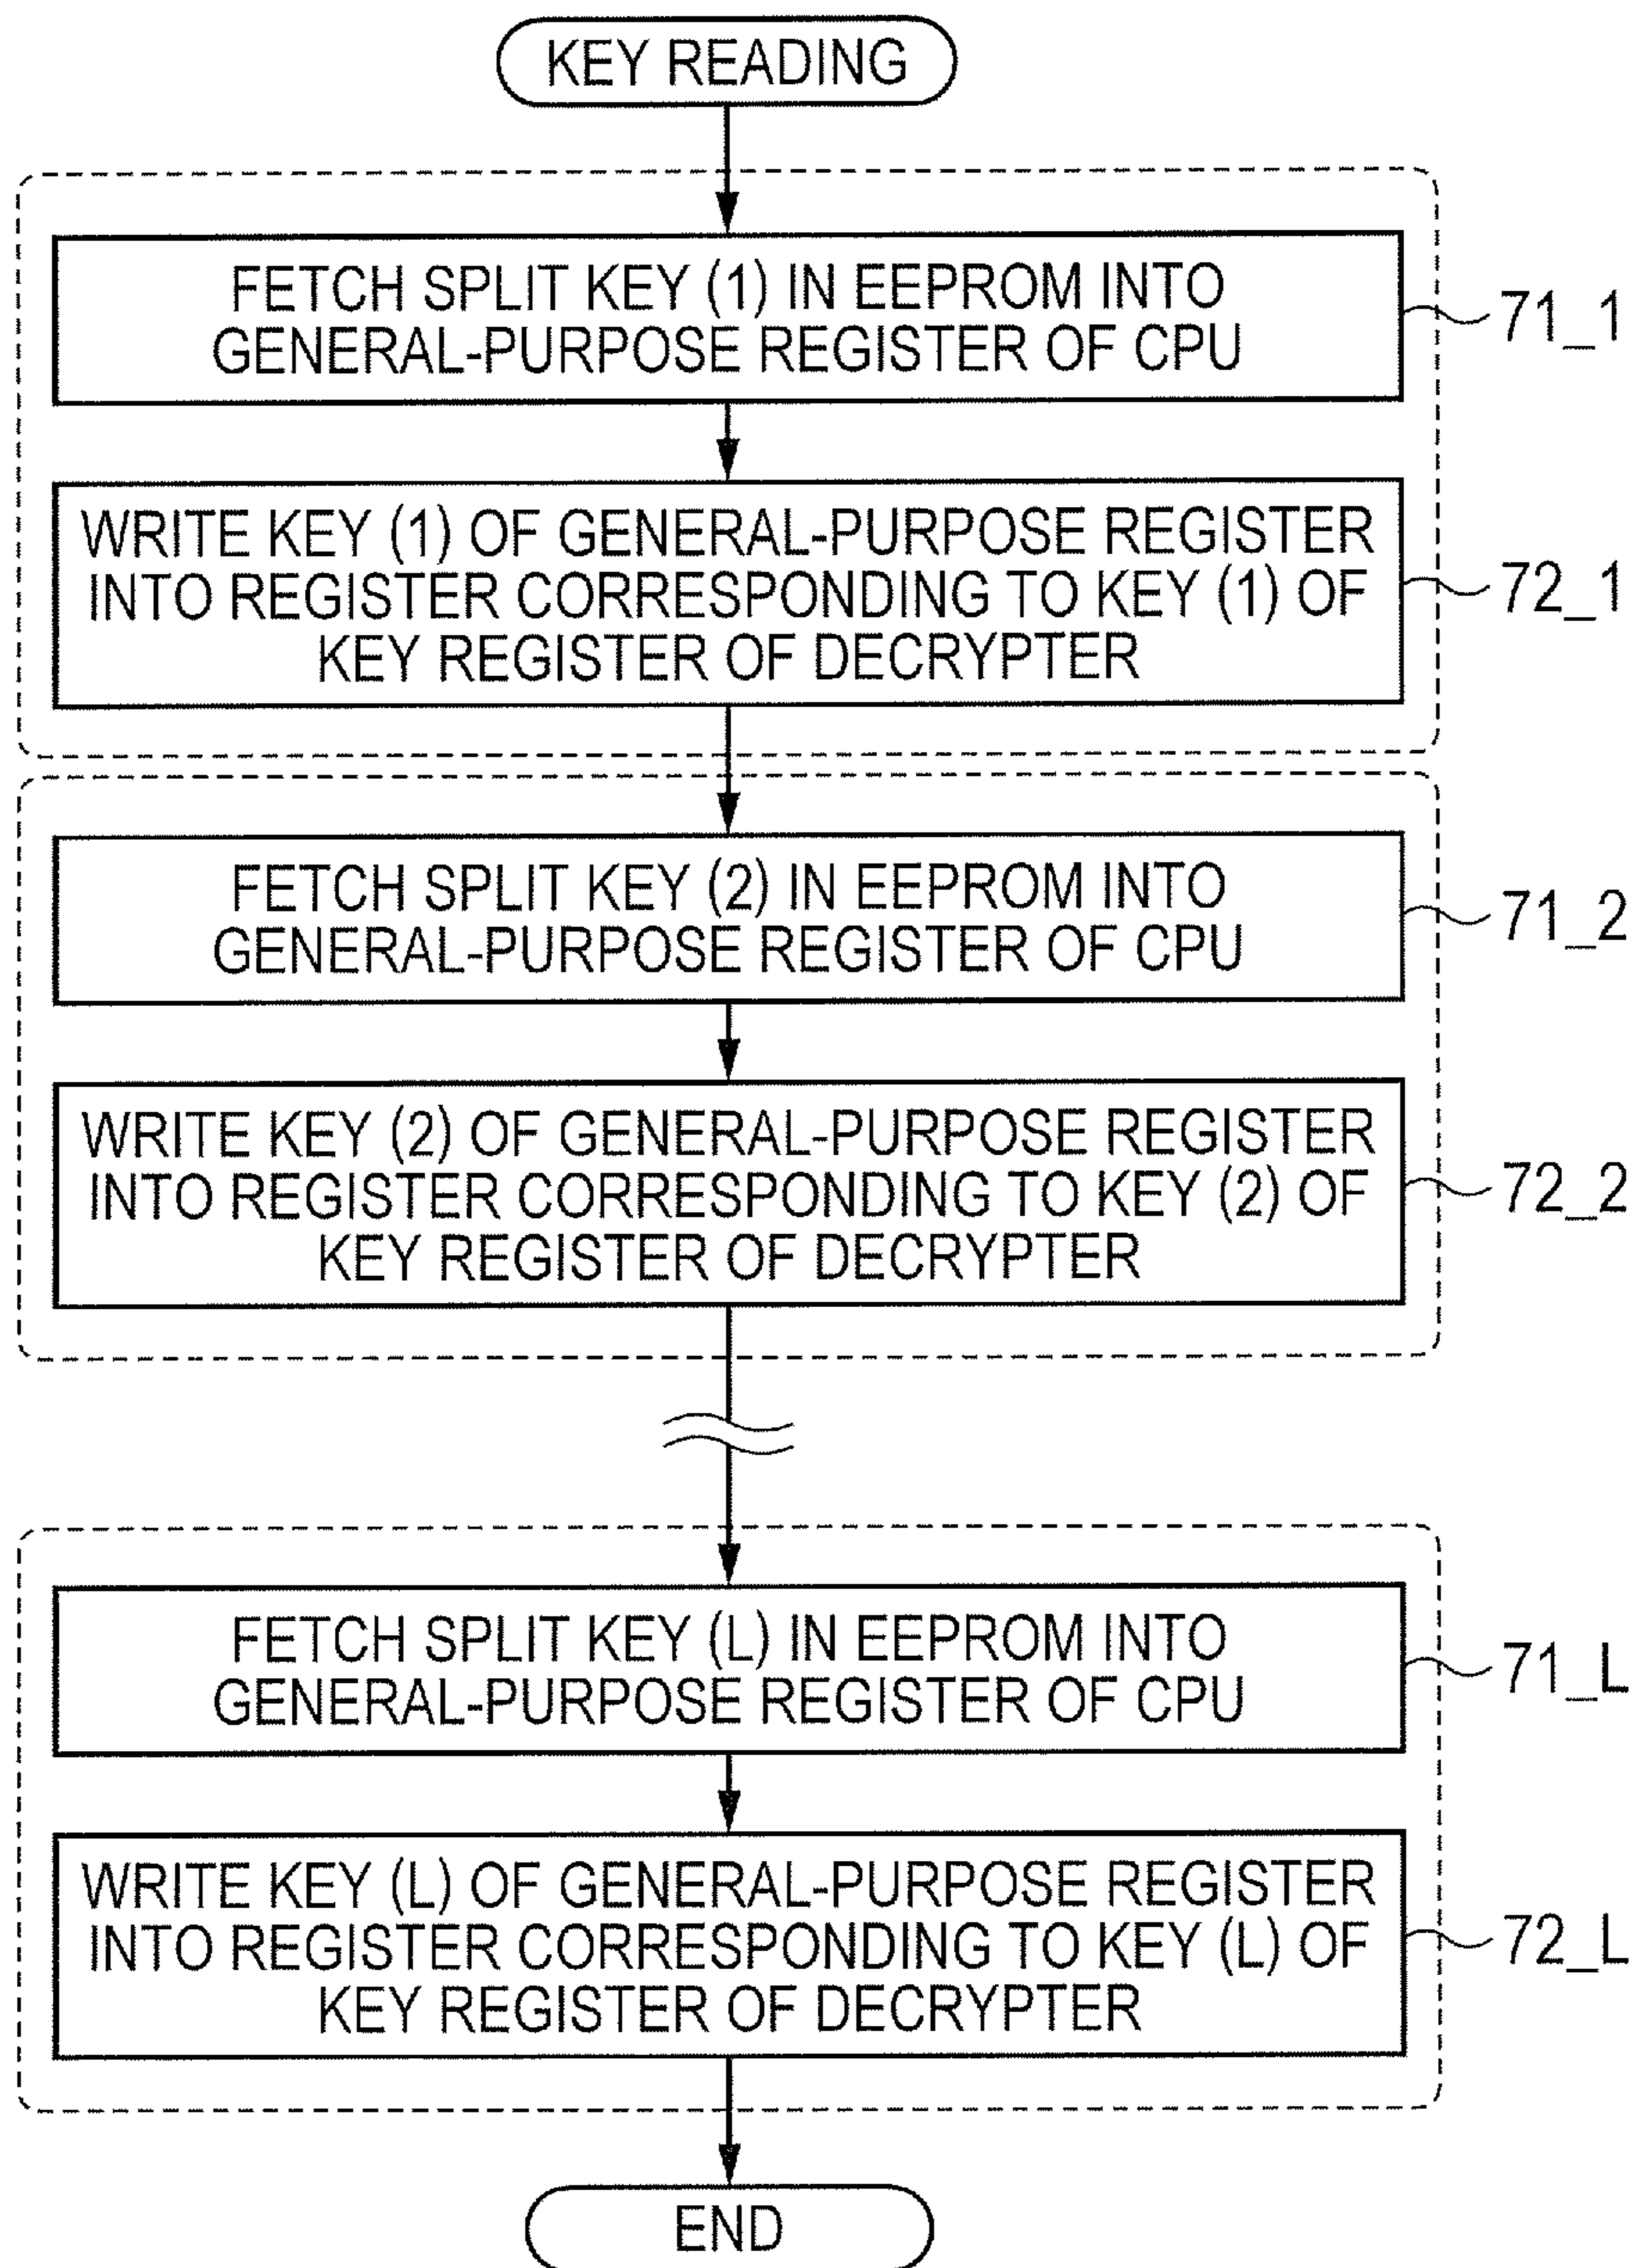 KEY READING
FETCH SPLIT KEY (1) IN EEPROM INTO
GENERAL-PURPOSE REGISTER OF CPU
71_1
WRITE KEY (1) OF GENERAL-PURPOSE REGISTER
INTO REGISTER CORRESPONDING TO KEY (1) OF
KEY REGISTER OF DECRYPTER
72_1
FETCH SPLIT KEY (2) IN EEPROM INTO
GENERAL-PURPOSE REGISTER OF CPU
71_2
WRITE KEY (2) OF GENERAL-PURPOSE REGISTER
INTO REGISTER CORRESPONDING TO KEY (2) OF
KEY REGISTER OF DECRYPTER
72_2
FETCH SPLIT KEY (L) IN EEPROM INTO
GENERAL-PURPOSE REGISTER OF CPU
71_L
WRITE KEY (L) OF GENERAL-PURPOSE REGISTER
INTO REGISTER CORRESPONDING TO KEY (L) OF
KEY REGISTER OF DECRYPTER
72_L
END